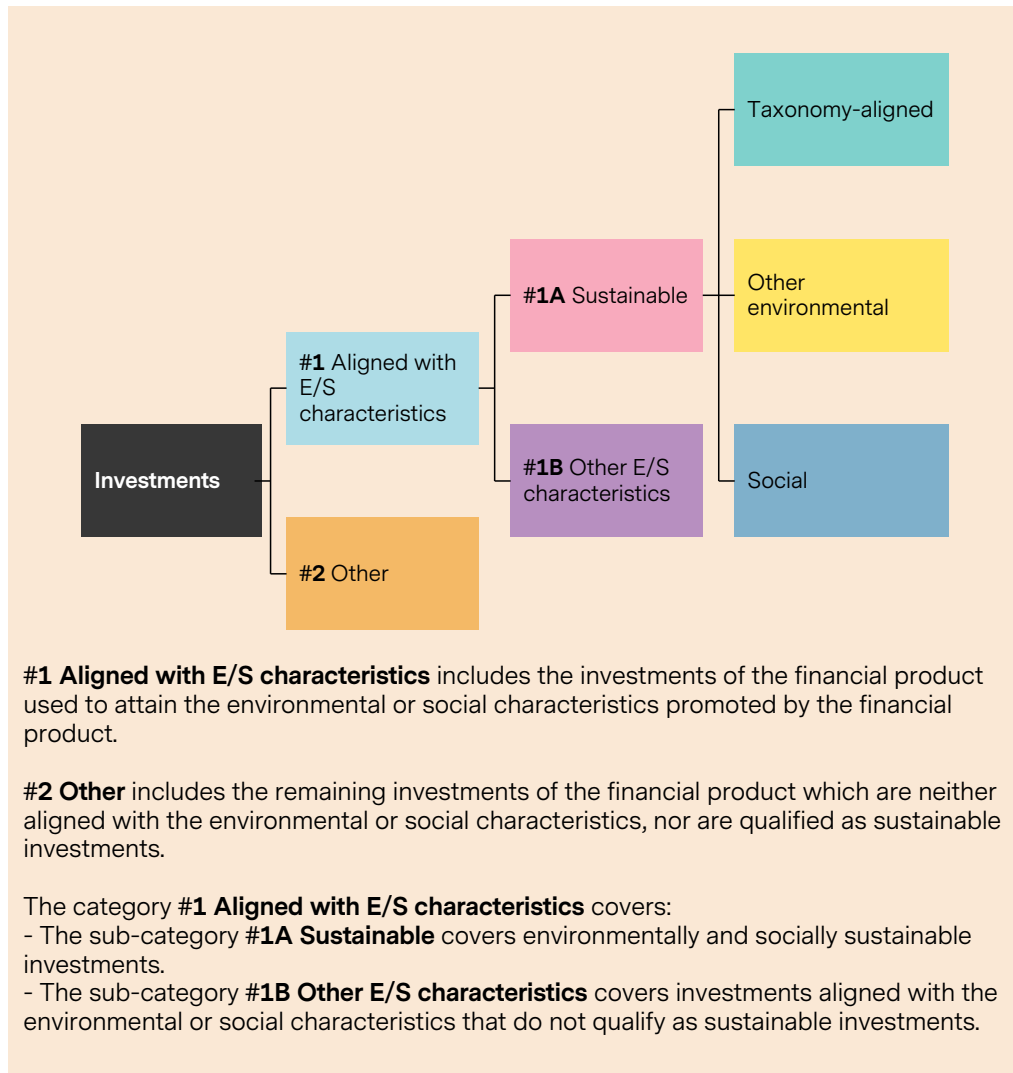 Taxonomy-aligned
#1A Sustainable
Other
environmental
#1 Aligned with
E/S
characteristics
Investments
#1B Other E/S
characteristics
Social
#2 Other
#1 Aligned with E/S characteristics includes the investments of the financial product
used to attain the environmental or social characteristics promoted by the financial
product.
#2 Other includes the remaining investments of the financial product which are neither
aligned with the environmental or social characteristics, nor are qualified as sustainable
investments.
The category #1 Aligned with E/S characteristics covers:
- The sub-category #1A Sustainable covers environmentally and socially sustainable
investments.
- The sub-category #1B Other E/S characteristics covers investments aligned with the
environmental or social characteristics that do not qualify as sustainable investments.